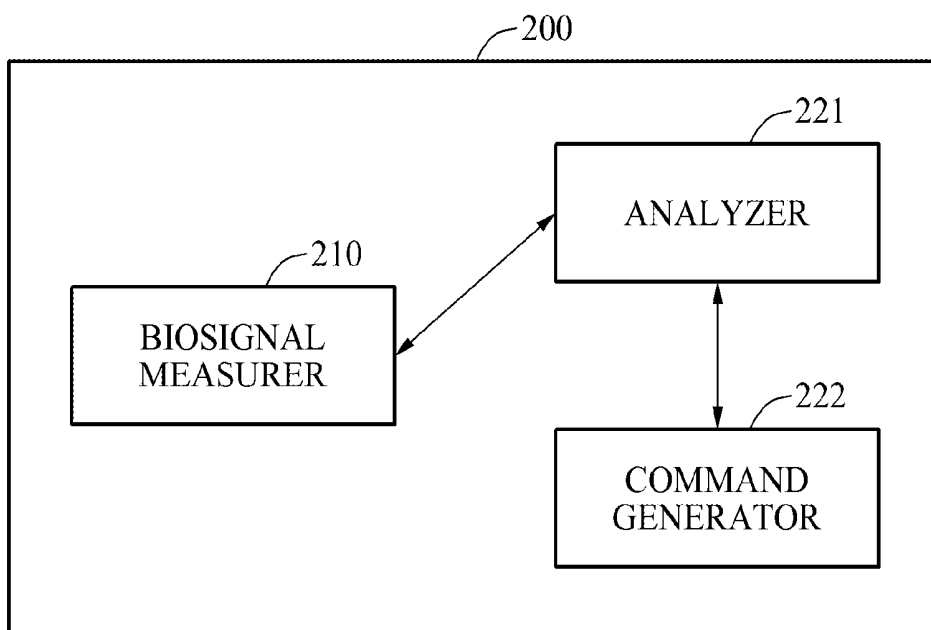 200
221
ANALYZER
210
BIOSIGNAL
MEASURER
222
COMMAND
GENERATOR